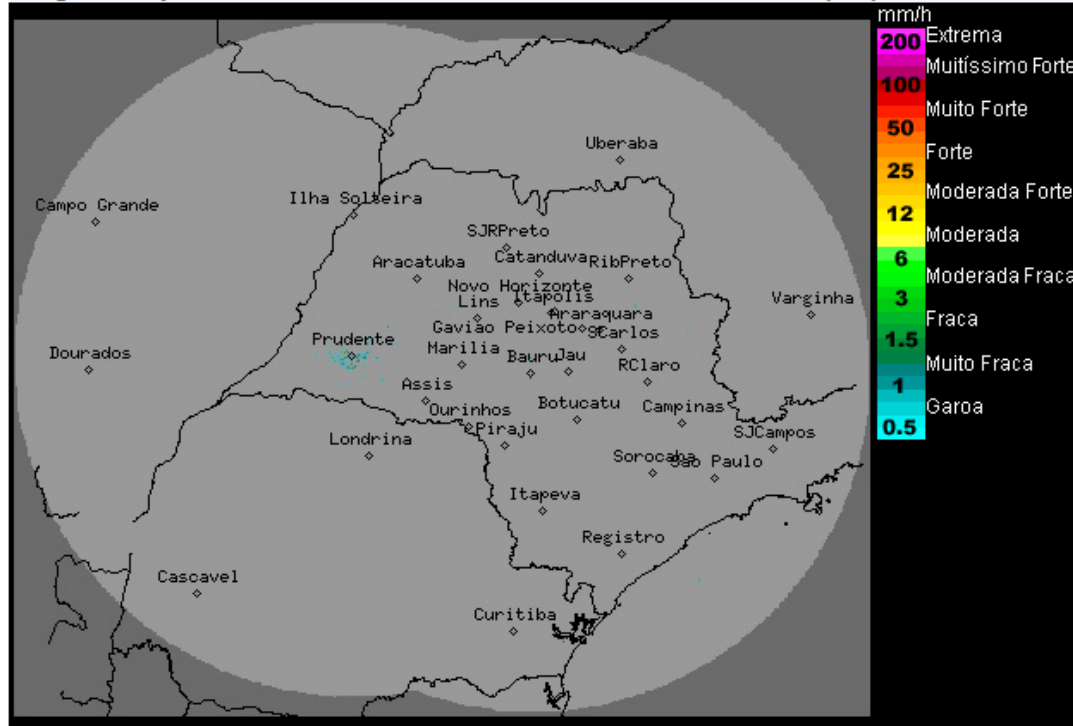 mm/h
200 Extrema
Muitíssimo Forte
100
Muito Forte
50
Forte
25
Moderada Forte
12
Moderada
6
Moderada Fraca
3
Fraca
1.5
Muito Fraca
1
Garoa
0.5
Uberaba
Campo Grande
Ilha Solteira
SJRPreto
Catanduva
Aracatuba
RibPreto
Novo Horizonte
Itapolis
Lins
Varginha
Araraquara
Gavião Peixoto
SCarlos
Prudente
Marilia
Dourados
Bauru
Jau
RClaro
Assis
Ourinhos
Botucatu
Campinas
Piraju
Londrina
SJCampos
Sorocaba
Sao Paulo
Itapeva
Registro
Cascavel
Curitiba